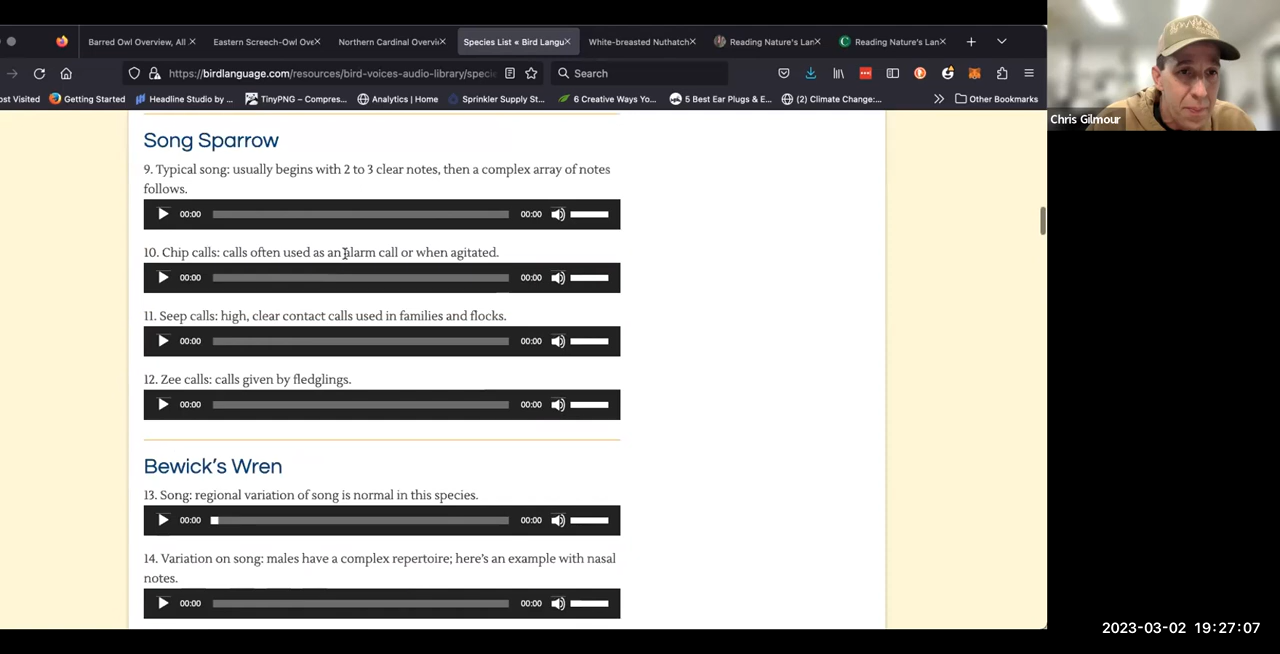 Barred Owl Overview, All
Eastern Screech-Owl Ove
Northern Cardinal Overvi
Species List « Bird Langu
White-breasted Nuthatch
Reading Nature's Lan
Reading Nature's Lan
https://birdlanguage.com/resources/bird-voices-audio-library/specie
Search
ost Visited
Getting Started
Headline Studio by ...
TinyPNG – Compres...
Analytics | Home
Sprinkler Supply St...
6 Creative Ways Yo...
5 Best Ear Plugs & E...
(2) Climate Change:...
Other Bookmarks
Chris Gilmour
Song Sparrow
9. Typical song: usually begins with 2 to 3 clear notes, then a complex array of notes
follows.
00:00 00:00
10. Chip calls: calls often used as an alarm call or when agitated.
00:00 00:00
11. Seep calls: high, clear contact calls used in families and flocks.
00:00 00:00
12. Zee calls: calls given by fledglings.
00:00 00:00
Bewick's Wren
13. Song: regional variation of song is normal in this species.
00:00 00:00
14. Variation on song: males have a complex repertoire; here's an example with nasal
notes.
00:00 00:00
2023-03-02 19:27:07